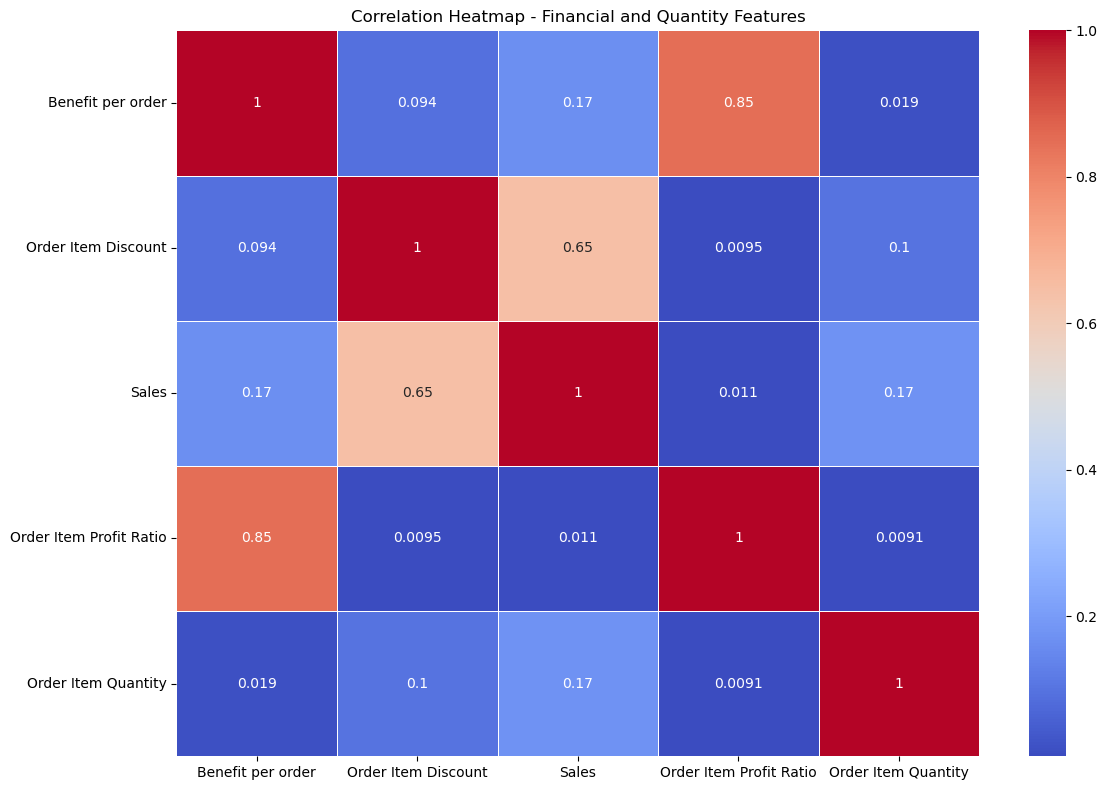 Correlation Heatmap - Financial and Quantity Features
Benefit per order 1 0.094 0.17 0.85 0.019
Order Item Discount 0.094 1 0.65 0.0095 0.1
Sales 0.17 0.65 1 0.011 0.17
Order Item Profit Ratio 0.85 0.0095 0.011 1 0.0091
Order Item Quantity 0.019 0.1 0.17 0.0091 1
Benefit per order Order Item Discount Sales Order Item Profit Ratio Order Item Quantity
1.0
0.8
0.6
0.4
0.2